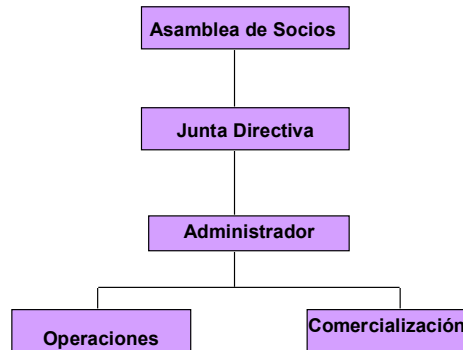 Asamblea de Socios
Junta Directiva
Administrador
Operaciones
Comercialización